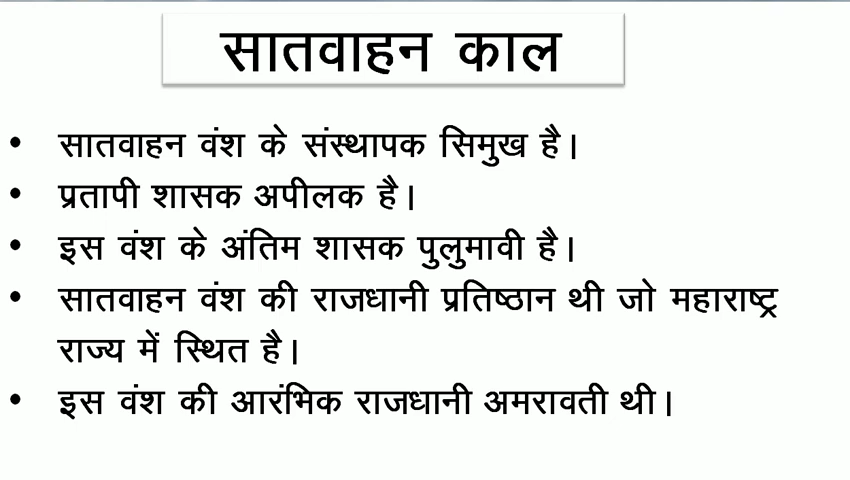 सातवाहन काल
• सातवाहन वंश के संस्थापक सिमुख है।
• प्रतापी शासक अपीलक है।
• इस वंश के अंतिम शासक पुलुमावी है।
• सातवाहन वंश की राजधानी प्रतिष्ठान थी जो महाराष्ट्र
राज्य में स्थित है।
• इस वंश की आरंभिक राजधानी अमरावती थी।